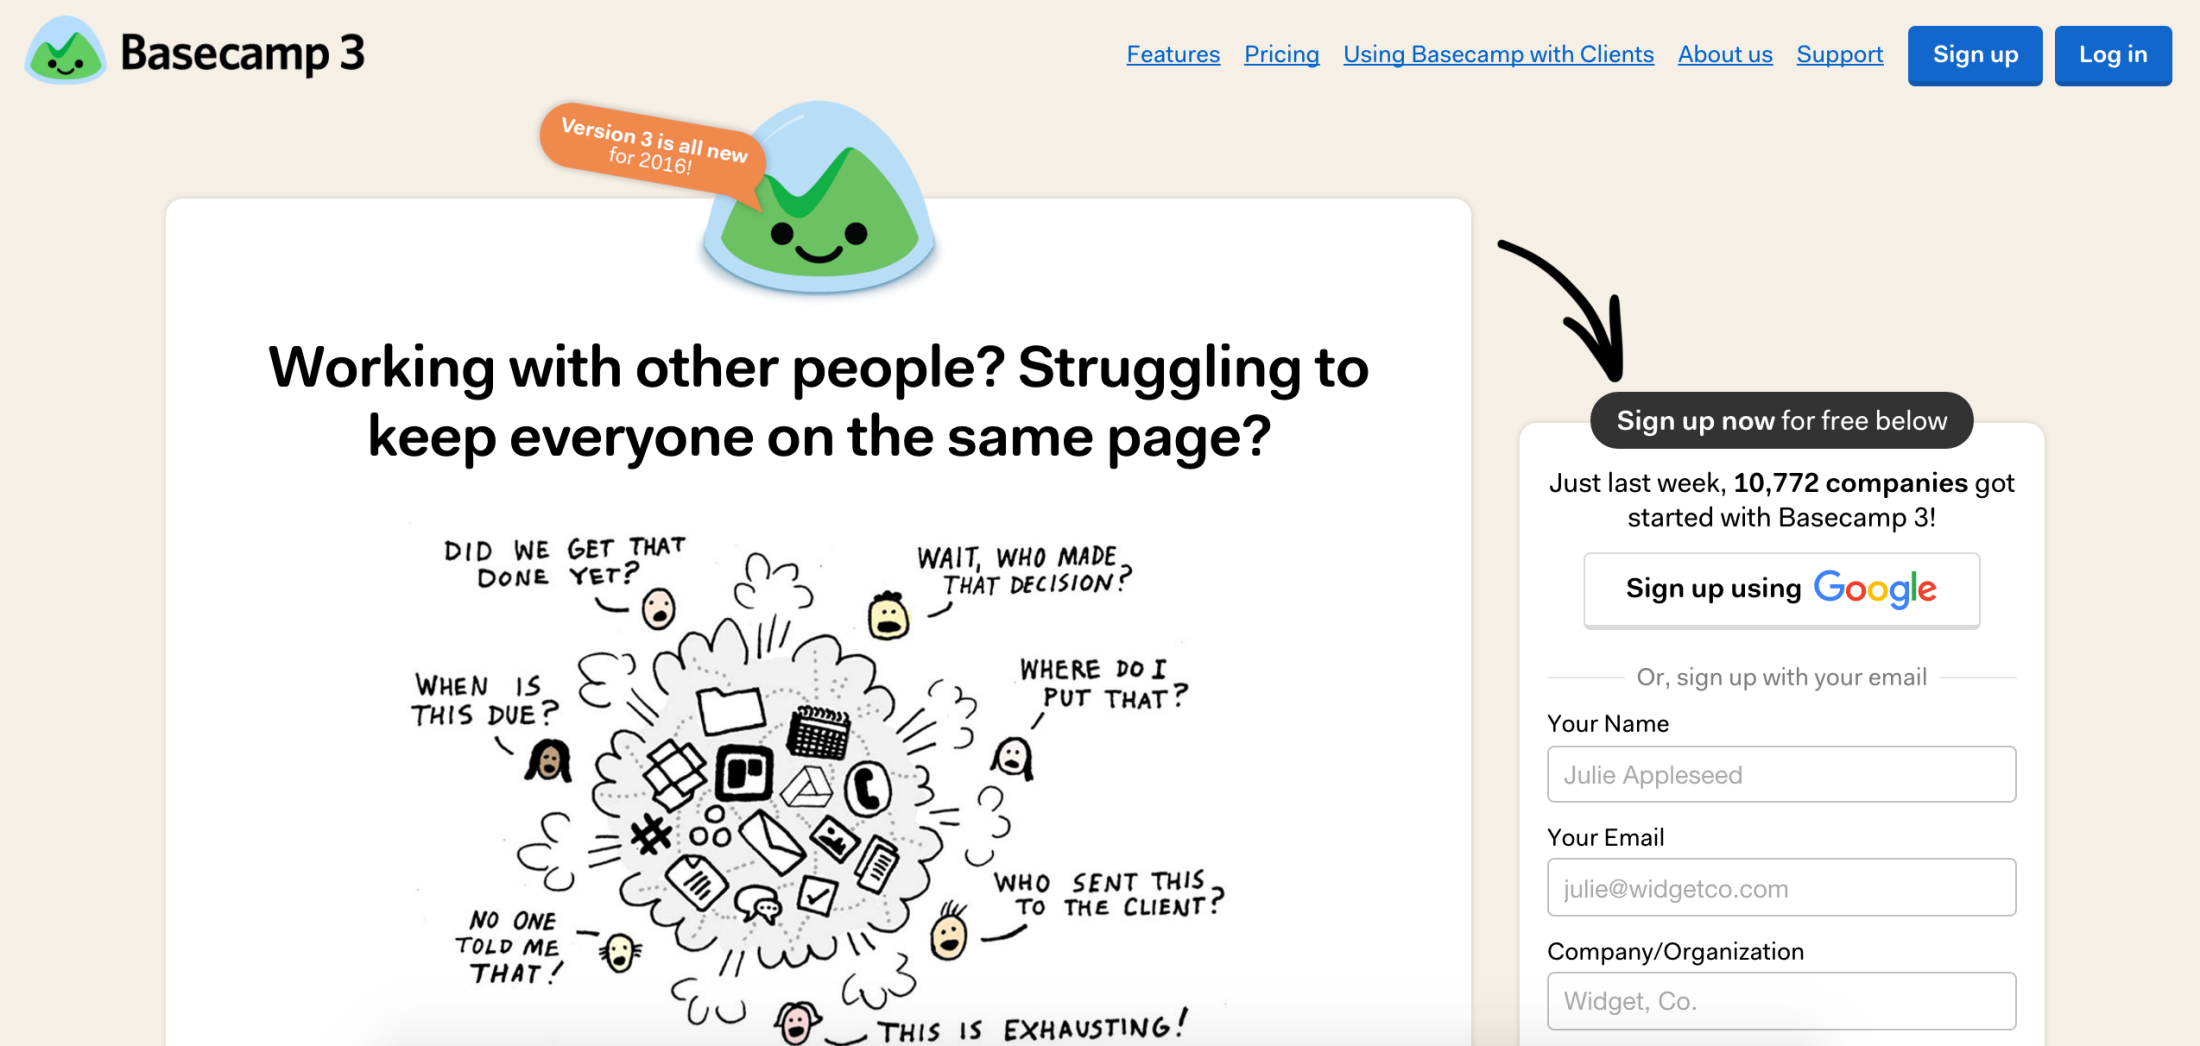 Basecamp 3
Features Pricing Using Basecamp with Clients About us Support Sign up Log in
Version 3 is all new
for 2016!
Working with other people? Struggling to
keep everyone on the same page?
DID WE GET THAT
DONE YET?
WAIT, WHO MADE
THAT DECISION?
WHEN IS
THIS DUE?
WHERE DO I
PUT THAT?
#
NO ONE
TOLD ME
THAT!
WHO SENT THIS
TO THE CLIENT?
THIS IS EXHAUSTING!
Sign up now for free below
Just last week, 10,772 companies got
started with Basecamp 3!
Sign up using Google
Or, sign up with your email
Your Name
Julie Appleseed
Your Email
julie@widgetco.com
Company/Organization
Widget, Co.